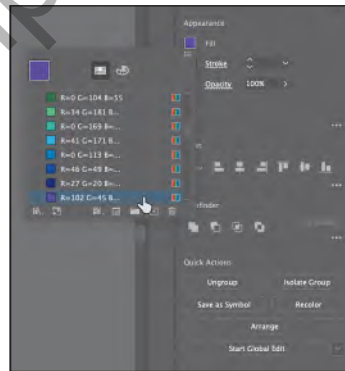 Appearance
Fill
Stroke
Opacity 100%
R=0 G=104 B=55
R=34 G=181 B...
R=0 G=169 B=...
R=41 G=171 B...
R=0 G=113 B=...
R=46 G=49 B=...
R=27 G=20 B=...
R=102 G=45 B...
Quick Actions
Ungroup Isolate Group
Save as Symbol Recolor
Arrange
Start Global Edit